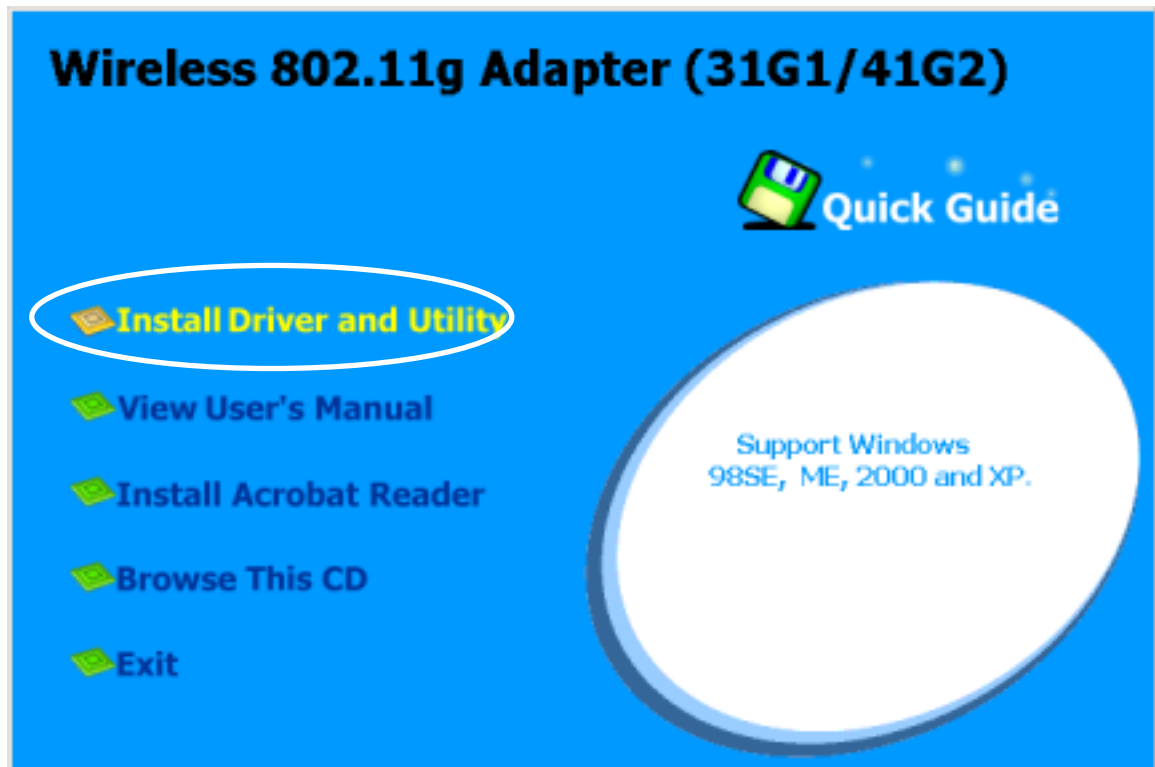 Wireless 802.11g Adapter (31G1/41G2)
Quick Guide
Install Driver and Utility
View User's Manual
Install Acrobat Reader
Browse This CD
Exit
Support Windows
98SE, ME, 2000 and XP.